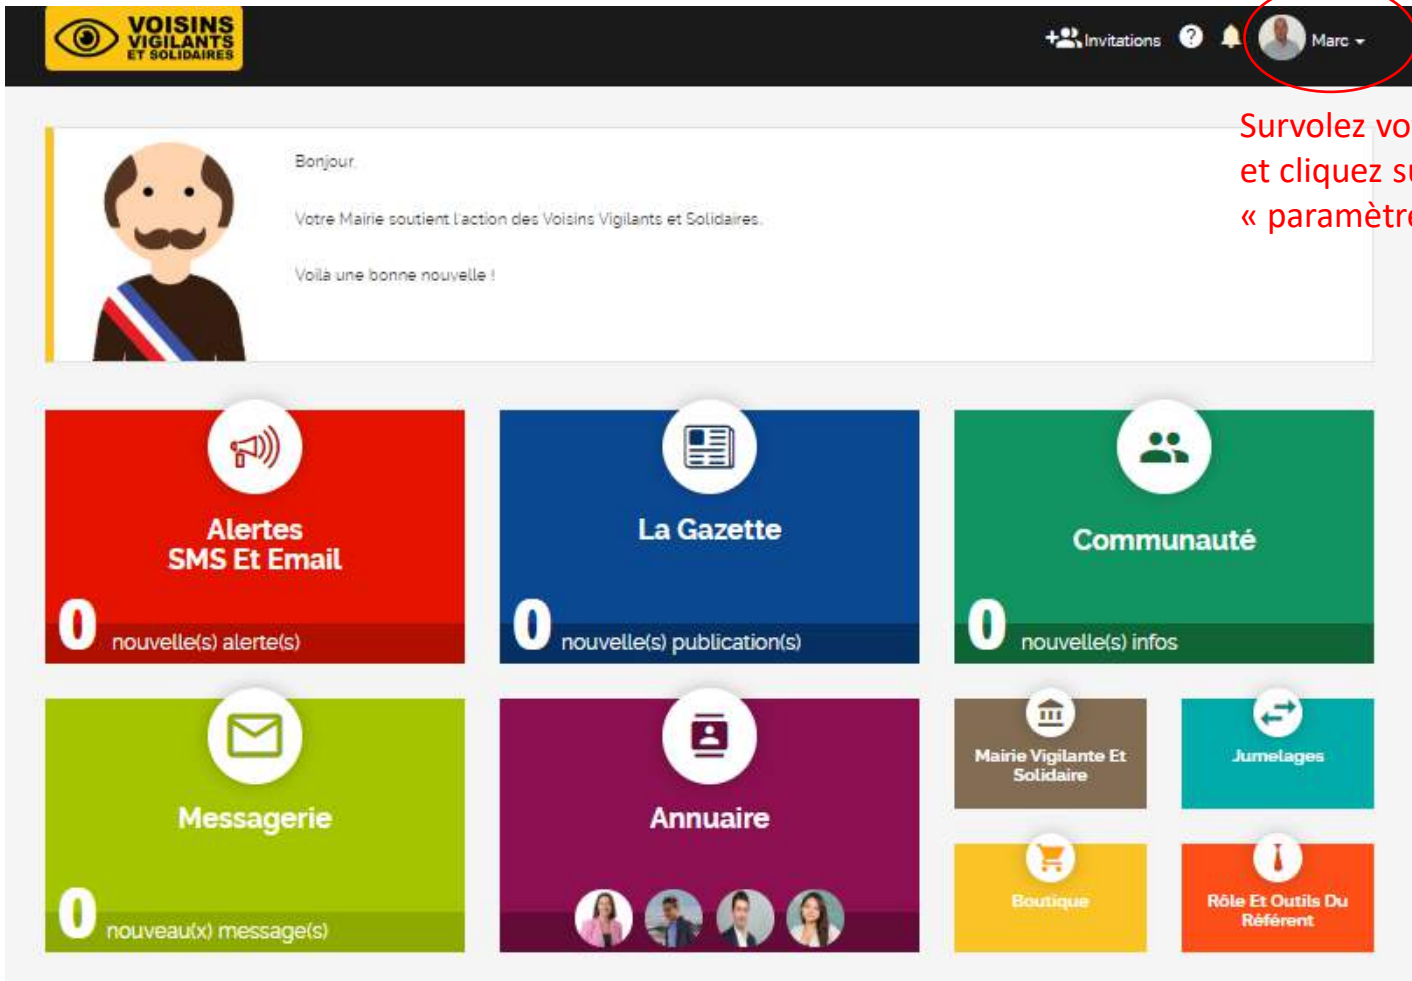 VOISINS
VIGILANTS
ET SOLIDAIRES
Invitations
Marc
Survolez vo
et cliquez s
« paramètr
Bonjour,
Votre Mairie soutient l'action des Voisins Vigilants et Solidaires.
Voilà une bonne nouvelle !
Alertes
SMS Et Email
0 nouvelle(s) alerte(s)
La Gazette
0 nouvelle(s) publication(s)
Communauté
0 nouvelle(s) infos
Messagerie
0 nouveau(x) message(s)
Annuaire
Mairie Vigilante Et
Solidaire
Jumelages
Boutique
Rôle Et Outils Du
Référent